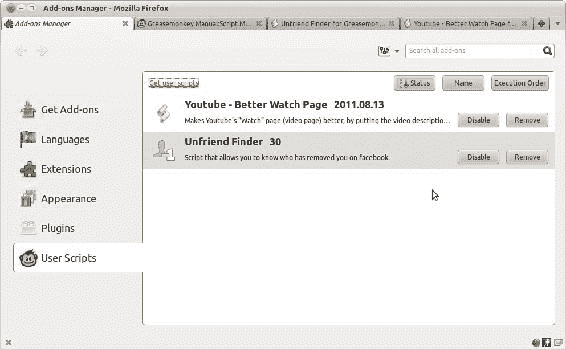 Add-ons Manager - Mozilla Firefox
Add-ons Manager
Greasemonkey Manual:Script M...
Unfriend Finder for Greasemon...
Youtube - Better Watch Page f...
Search all add-ons
Get user scripts
Status
Name
Execution Order
Get Add-ons
Languages
Extensions
Appearance
Plugins
User Scripts
Youtube - Better Watch Page 2011.08.13
Makes Youtube's "Watch" page (video page) better, by putting the video descriptio...
Disable
Remove
Unfriend Finder 30
Script that allows you to know who has removed you on facebook
Disable
Remove